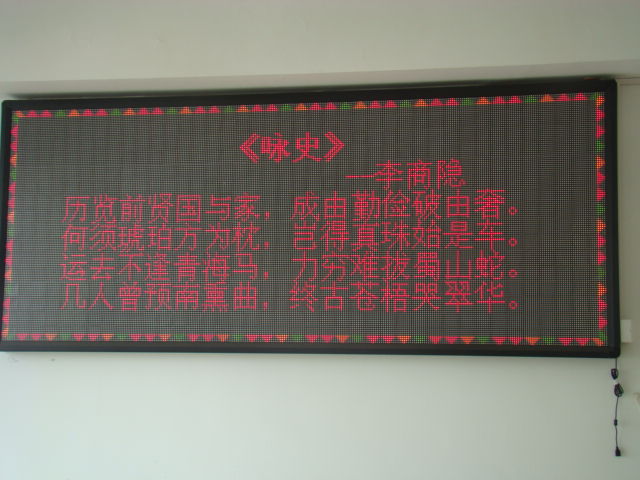 《咏史》
—李商隐
历览前贤国与家，成由勤俭破由奢。
何须琥珀方为枕，岂得真珠始是车。
运去不逢青海马，力穷难拔蜀山蛇。
几人曾预南薰曲，终古苍梧哭翠华。